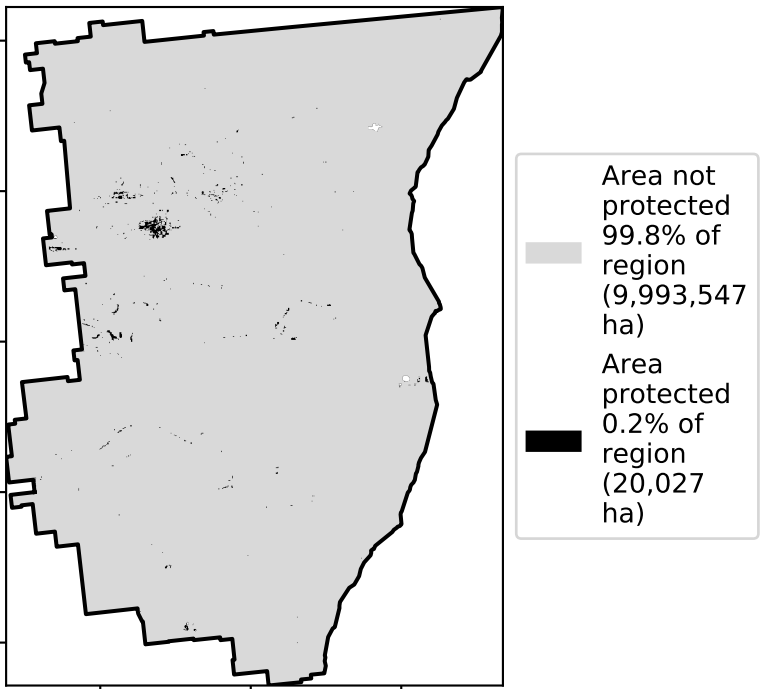 Area not
protected
99.8% of
region
(9,993,547
ha)
Area
protected
0.2% of
region
(20,027
ha)